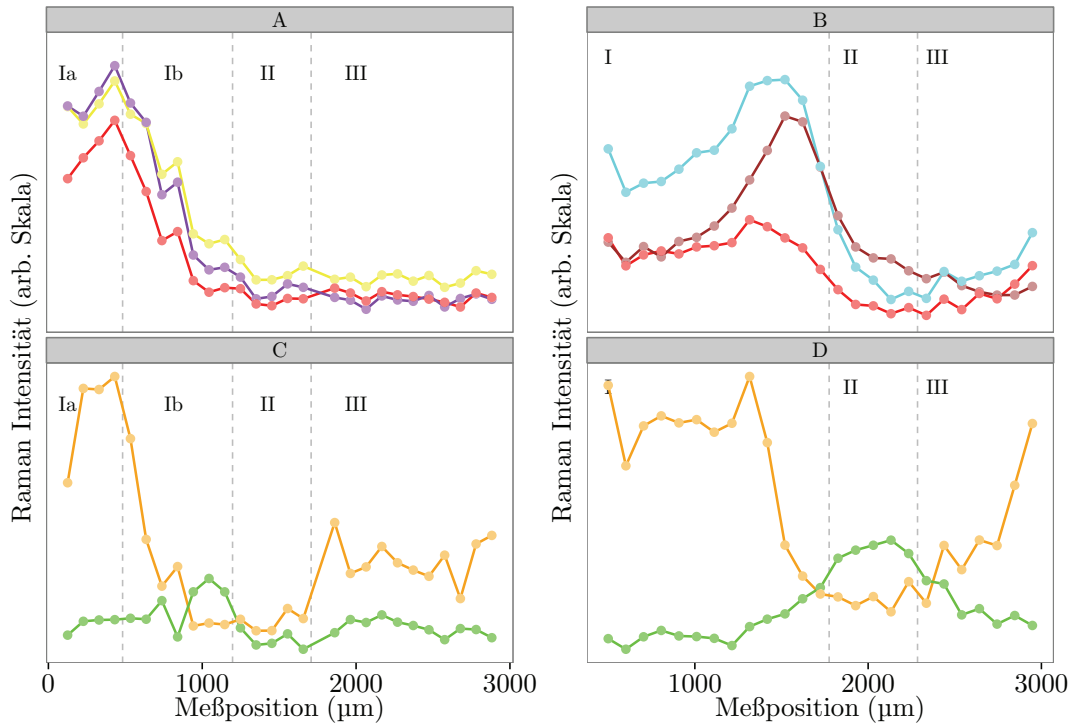 A
B
Ia
Ib
II
III
I
II
III
Raman Intensität (arb. Skala)
Raman Intensität (arb. Skala)
C
D
Ia
Ib
II
III
I
II
III
0
1000
2000
3000
1000
2000
3000
Meßposition (µm)
Meßposition (µm)